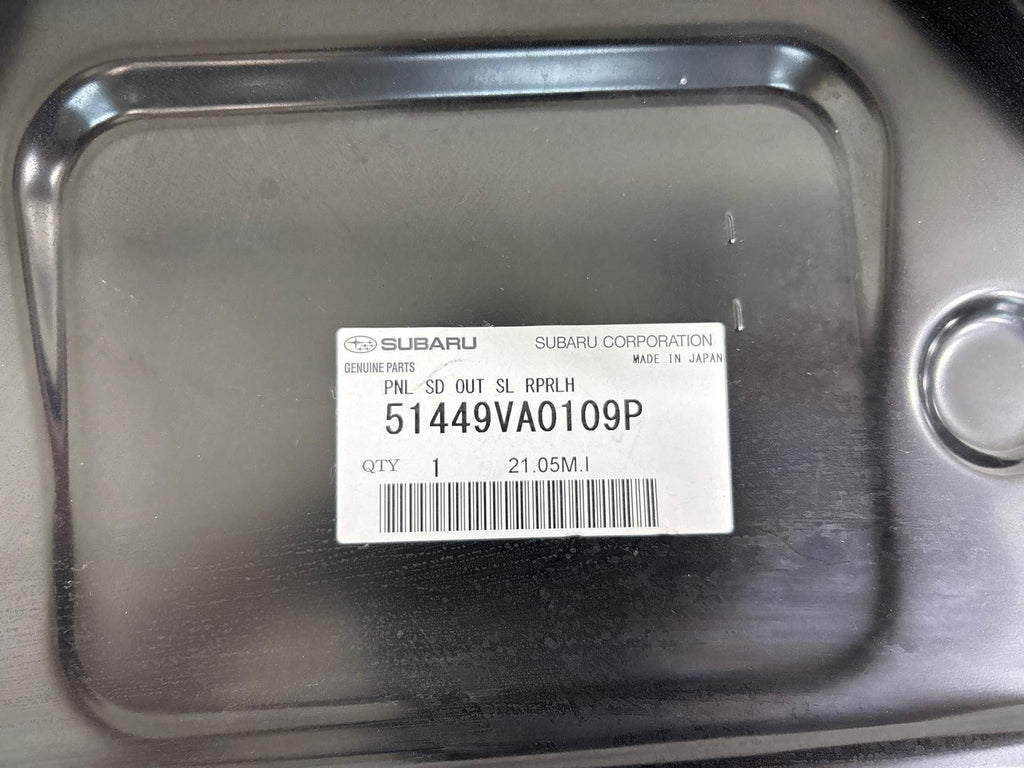 SUBARU SUBARU CORPORATION
GENUINE PARTS MADE IN JAPAN
PNL SD OUT SL RPRLH
51449VA0109P
QTY 1 21.05M.I